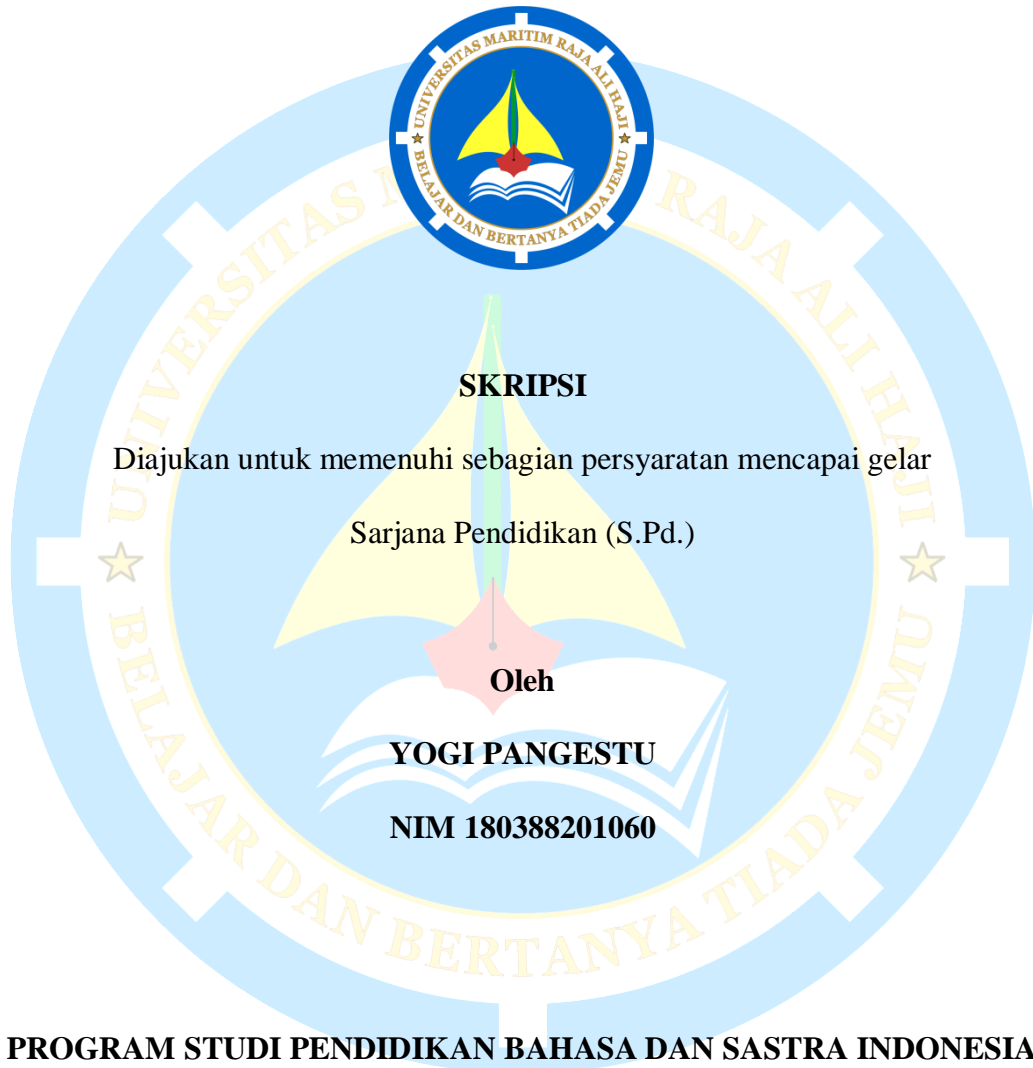 UNIVERSITAS MARITIM RAJA ALI HAJI
BELAJAR DAN BERTANYA TIADA JEMU
SKRIPSI
Diajukan untuk memenuhi sebagian persyaratan mencapai gelar
Sarjana Pendidikan (S.Pd.)
Oleh
YOGI PANGESTU
NIM 180388201060
PROGRAM STUDI PENDIDIKAN BAHASA DAN SASTRA INDONESIA